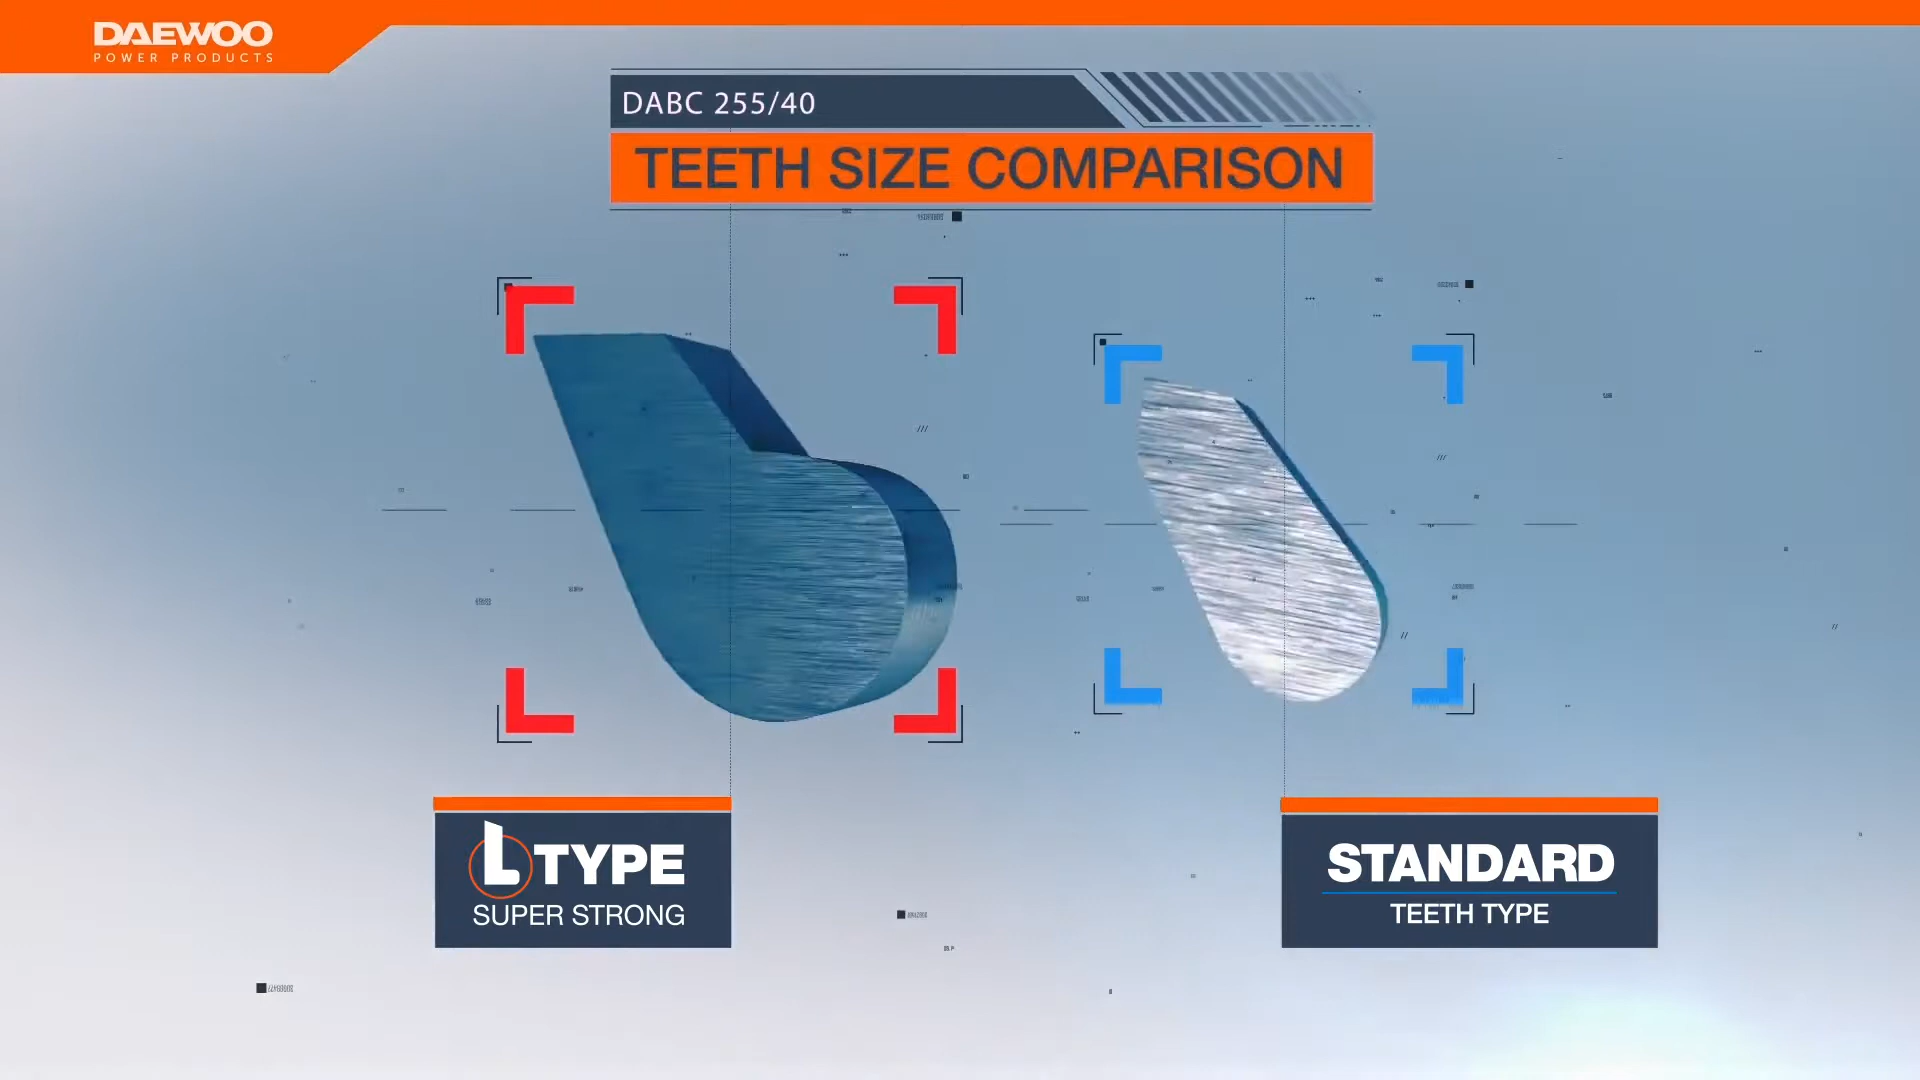 DAEWOO
POWER PRODUCTS
DABC 255/40
TEETH SIZE COMPARISON
L TYPE
SUPER STRONG
STANDARD
TEETH TYPE